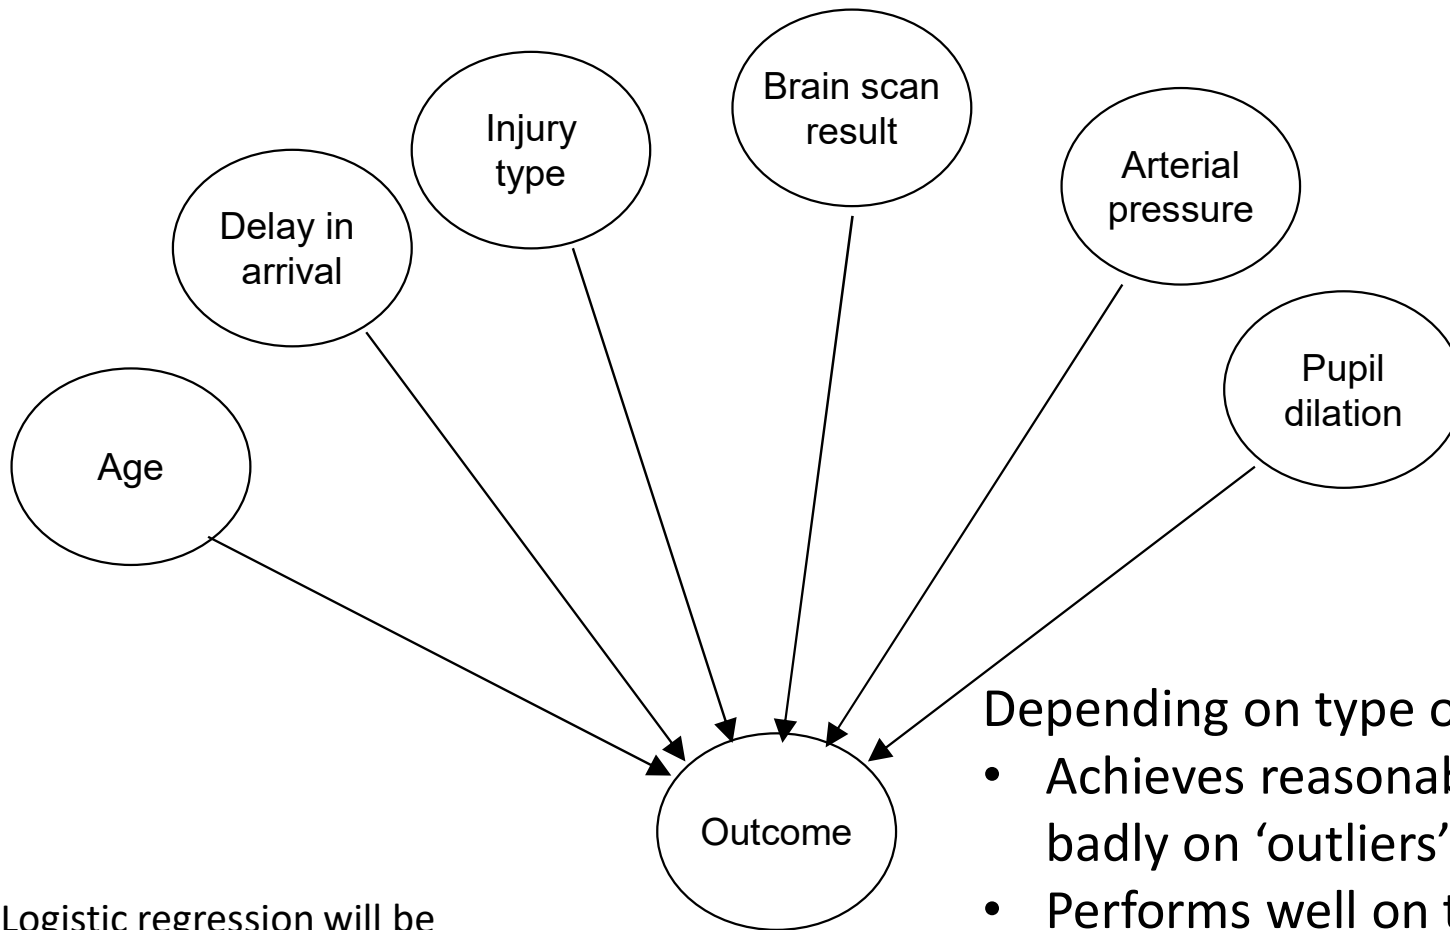 Brain scan
result
Injury
type
Arterial
pressure
Delay in
arrival
Pupil
dilation
Age
Outcome
Depending on type o
• Achieves reasonab
badly on ‘outliers’
• Performs well on t
Logistic regression will be